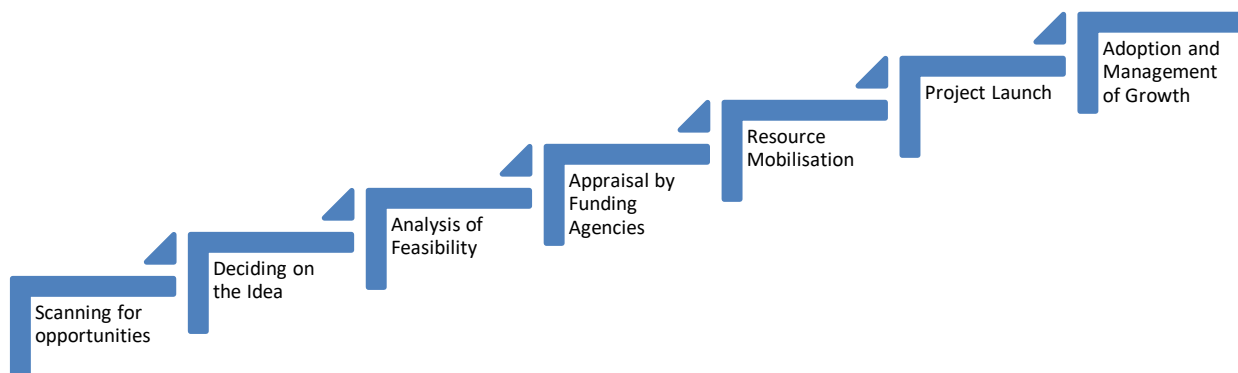 Scanning for
opportunities
Deciding on
the Idea
Analysis of
Feasibility
Appraisal by
Funding
Agencies
Resource
Mobilisation
Project Launch
Adoption and
Management
of Growth